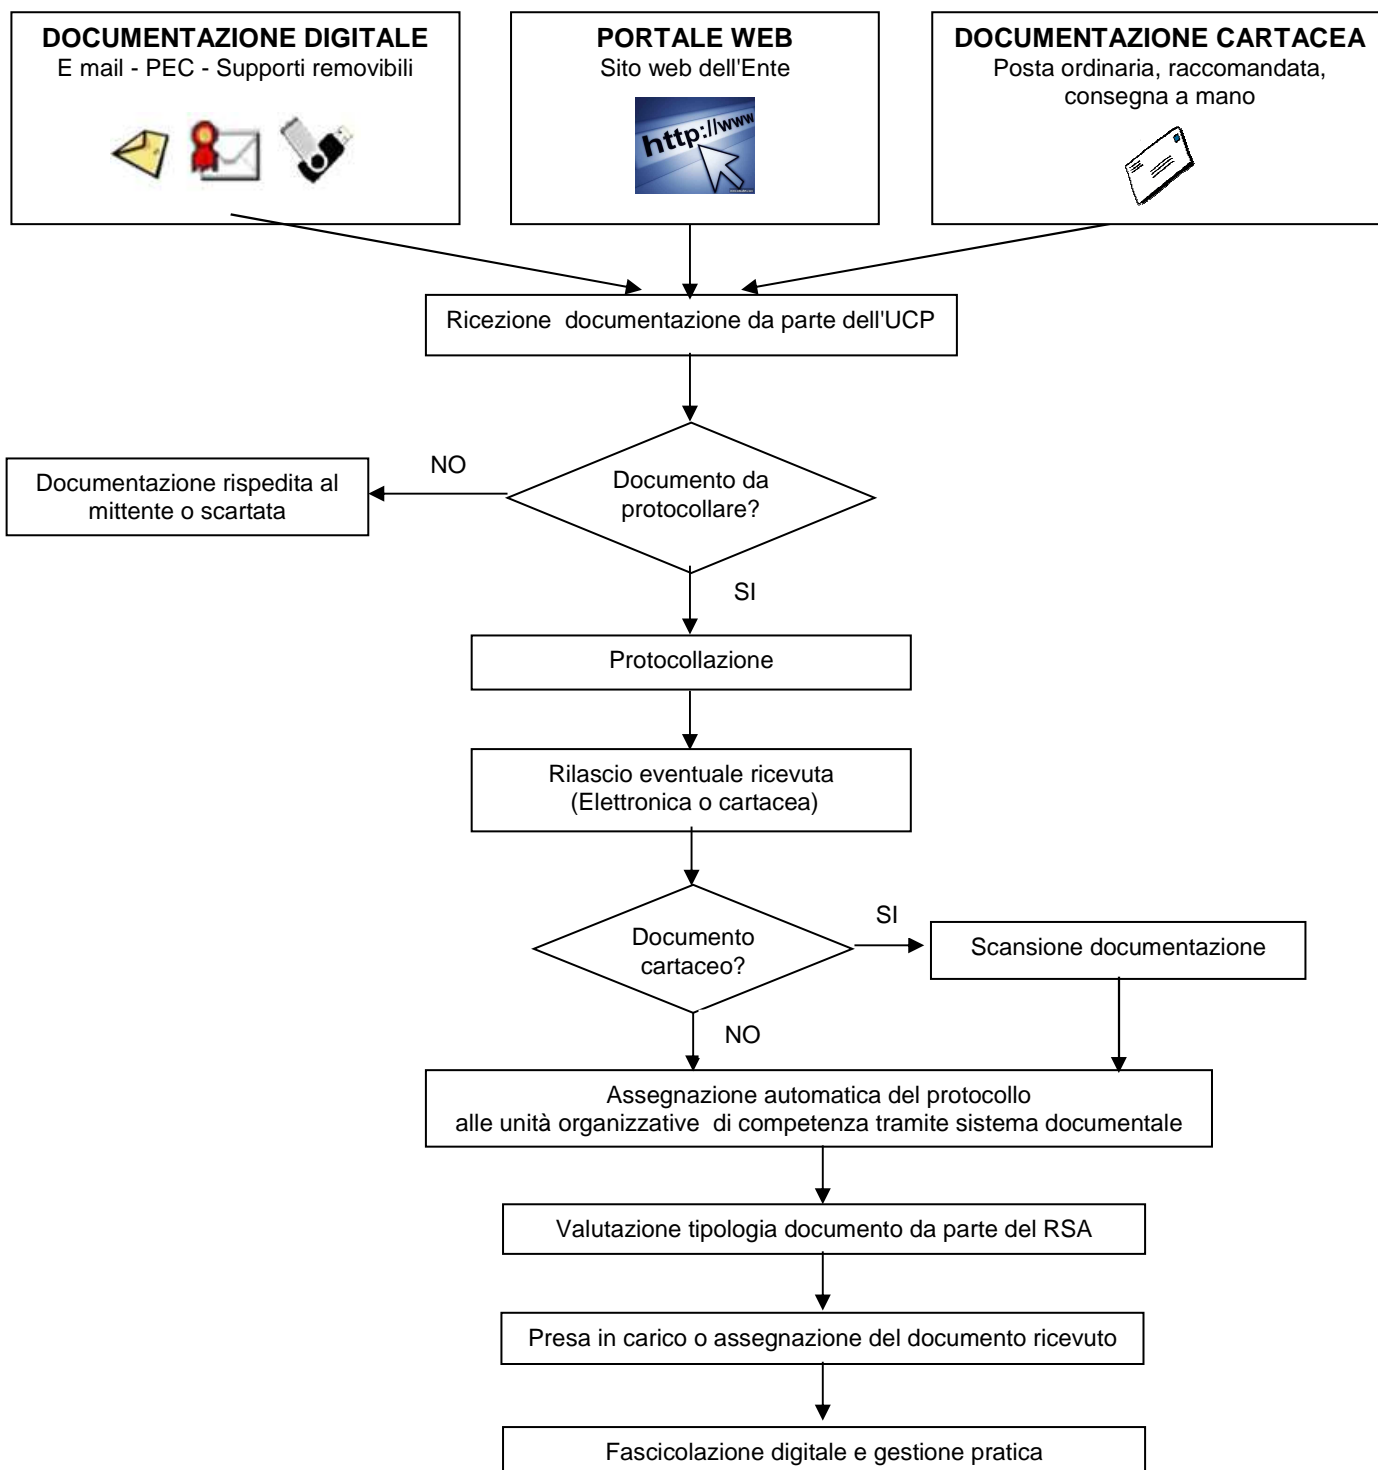 DOCUMENTAZIONE DIGITALE
E mail - PEC - Supporti removibili
PORTALE WEB
Sito web dell'Ente
http://www
DOCUMENTAZIONE CARTACEA
Posta ordinaria, raccomandata,
consegna a mano
Ricezione documentazione da parte dell'UCP
Documento da
protocollare?
NO
Documentazione rispedita al
mittente o scartata
SI
Protocollazione
Rilascio eventuale ricevuta
(Elettronica o cartacea)
Documento
cartaceo?
SI
Scansione documentazione
NO
Assegnazione automatica del protocollo
alle unità organizzative di competenza tramite sistema documentale
Valutazione tipologia documento da parte del RSA
Presa in carico o assegnazione del documento ricevuto
Fascicolazione digitale e gestione pratica